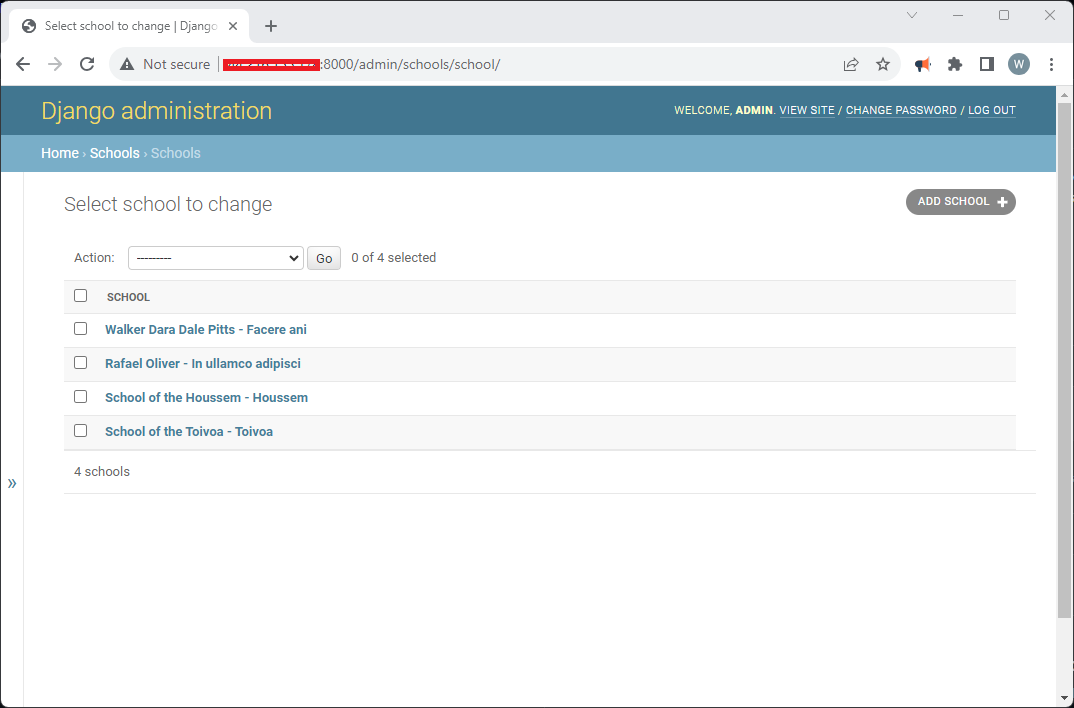 Select school to change | Django
Not secure :8000/admin/schools/school/
W
Django administration
WELCOME, ADMIN. VIEW SITE / CHANGE PASSWORD / LOG OUT
Home › Schools › Schools
Select school to change
ADD SCHOOL +
Action: --------- Go 0 of 4 selected
SCHOOL
Walker Dara Dale Pitts - Facere ani
Rafael Oliver - In ullamco adipisci
School of the Houssem - Houssem
School of the Toivoa - Toivoa
4 schools
»